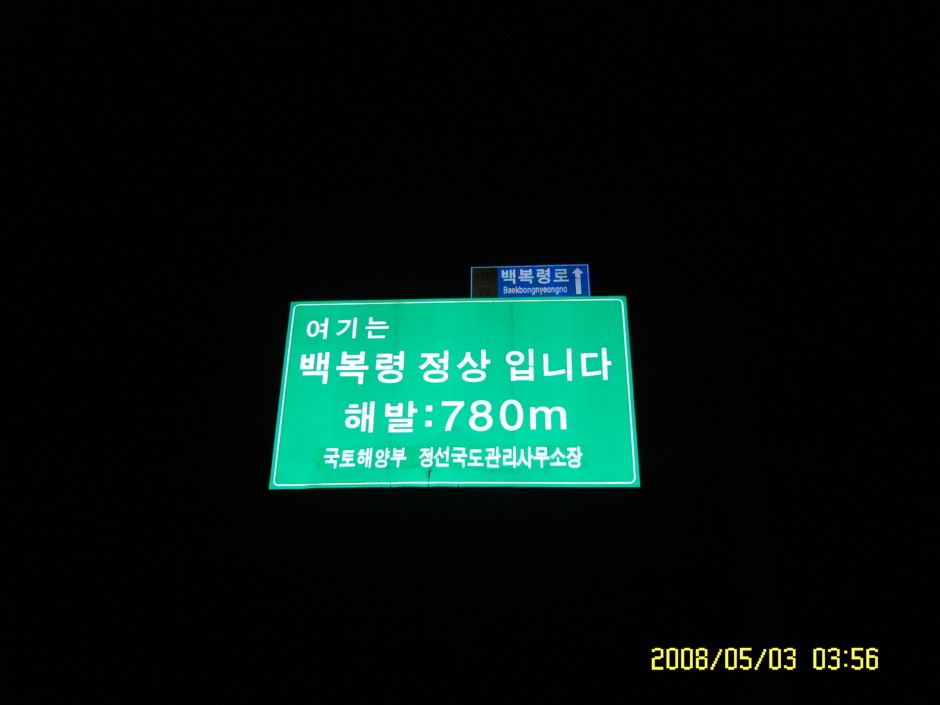 백복령로
Baekbongnyeongno
여기는
백복령 정상 입니다
해발:780m
국토해양부 정선국도관리사무소장
2008/05/03 03:56